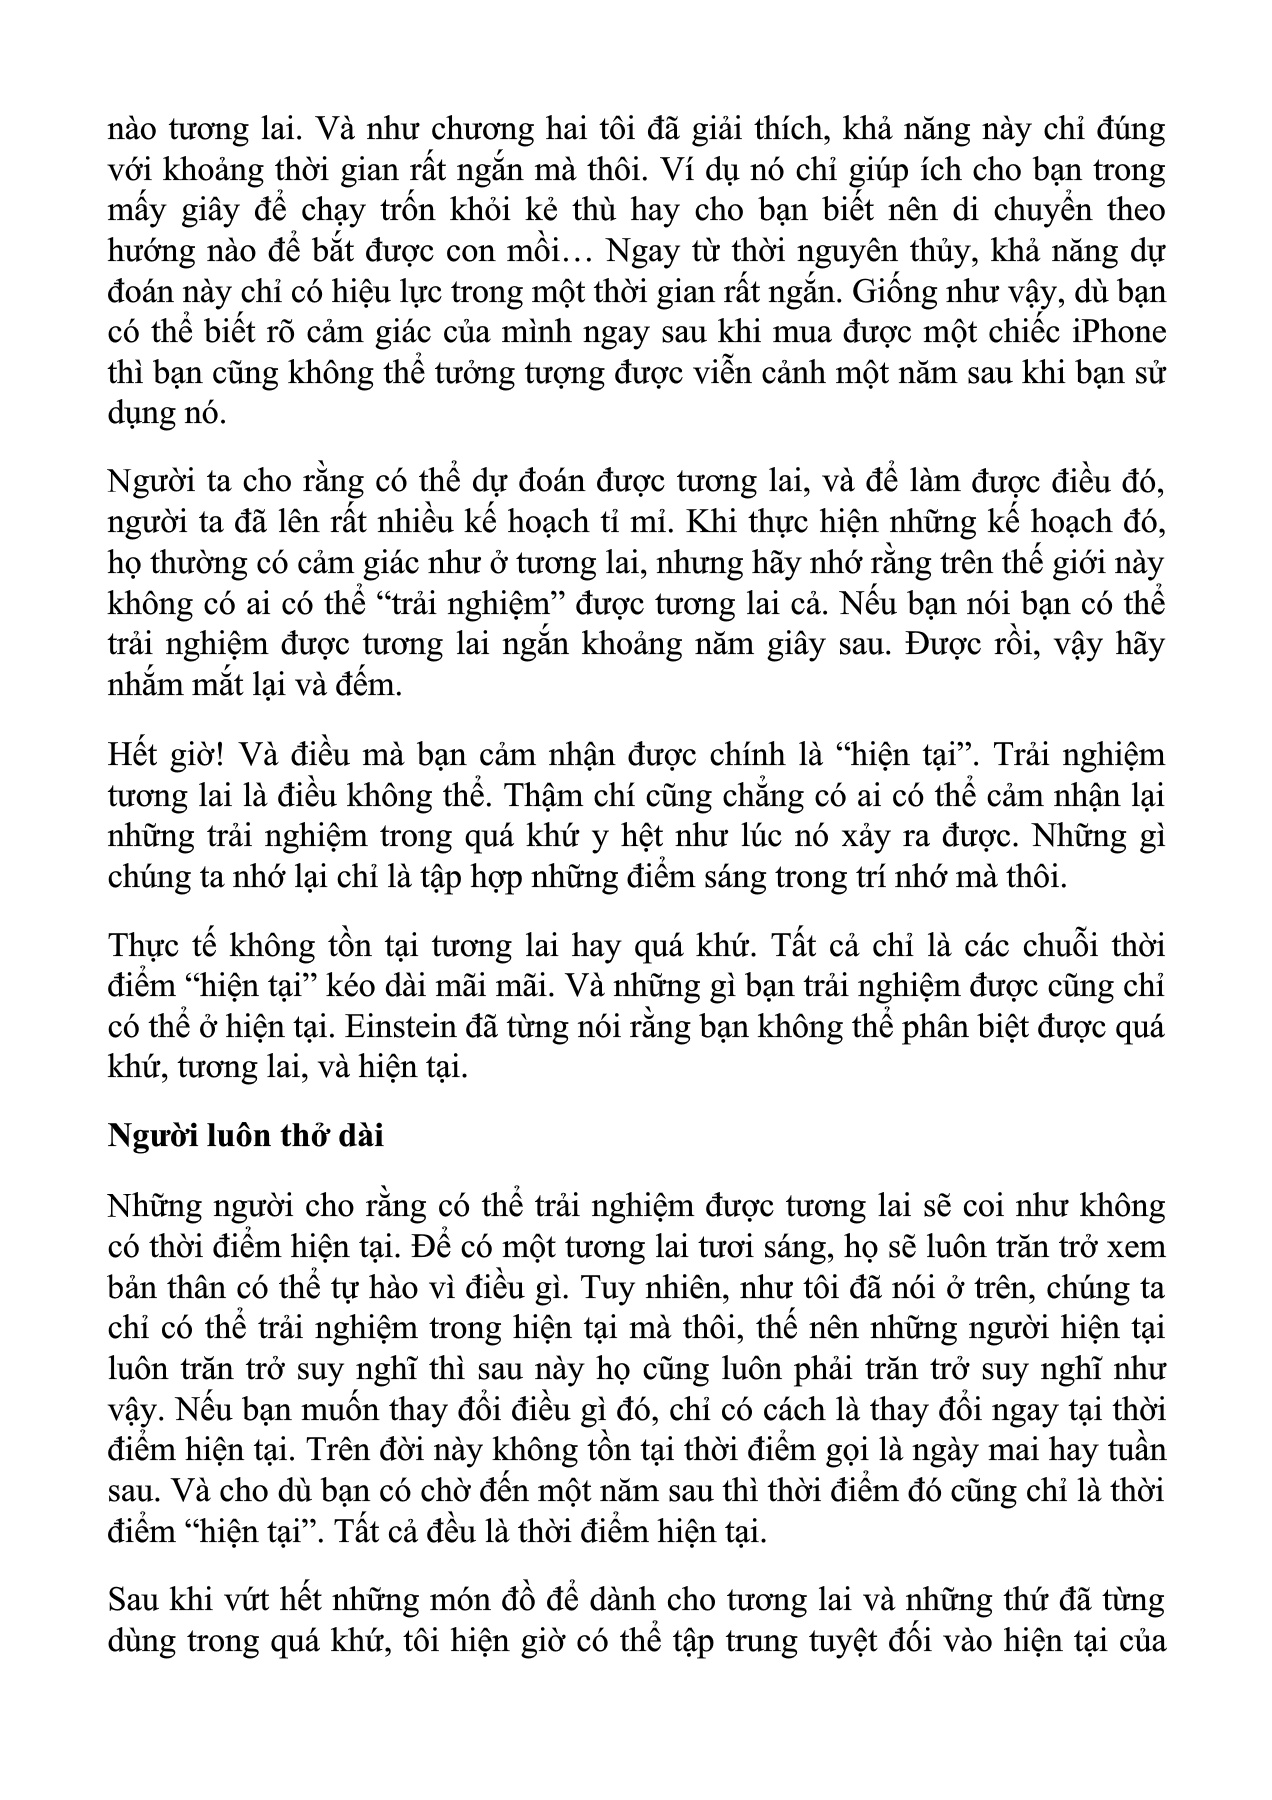 nào tương lai. Và như chương hai tôi đã giải thích, khả năng này chỉ đúng
với khoảng thời gian rất ngắn mà thôi. Ví dụ nó chỉ giúp ích cho bạn trong
mấy giây để chạy trốn khỏi kẻ thù hay cho bạn biết nên di chuyển theo
hướng nào để bắt được con mồi… Ngay từ thời nguyên thủy, khả năng dự
đoán này chỉ có hiệu lực trong một thời gian rất ngắn. Giống như vậy, dù bạn
có thể biết rõ cảm giác của mình ngay sau khi mua được một chiếc iPhone
thì bạn cũng không thể tưởng tượng được viễn cảnh một năm sau khi bạn sử
dụng nó.
Người ta cho rằng có thể dự đoán được tương lai, và để làm được điều đó,
người ta đã lên rất nhiều kế hoạch tỉ mỉ. Khi thực hiện những kế hoạch đó,
họ thường có cảm giác như ở tương lai, nhưng hãy nhớ rằng trên thế giới này
không có ai có thể “trải nghiệm” được tương lai cả. Nếu bạn nói bạn có thể
trải nghiệm được tương lai ngắn khoảng năm giây sau. Được rồi, vậy hãy
nhắm mắt lại và đếm.
Hết giờ! Và điều mà bạn cảm nhận được chính là “hiện tại”. Trải nghiệm
tương lai là điều không thể. Thậm chí cũng chẳng có ai có thể cảm nhận lại
những trải nghiệm trong quá khứ y hệt như lúc nó xảy ra được. Những gì
chúng ta nhớ lại chỉ là tập hợp những điểm sáng trong trí nhớ mà thôi.
Thực tế không tồn tại tương lai hay quá khứ. Tất cả chỉ là các chuỗi thời
điểm “hiện tại” kéo dài mãi mãi. Và những gì bạn trải nghiệm được cũng chỉ
có thể ở hiện tại. Einstein đã từng nói rằng bạn không thể phân biệt được quá
khứ, tương lai, và hiện tại.
Người luôn thở dài
Những người cho rằng có thể trải nghiệm được tương lai sẽ coi như không
có thời điểm hiện tại. Để có một tương lai tươi sáng, họ sẽ luôn trăn trở xem
bản thân có thể tự hào vì điều gì. Tuy nhiên, như tôi đã nói ở trên, chúng ta
chỉ có thể trải nghiệm trong hiện tại mà thôi, thế nên những người hiện tại
luôn trăn trở suy nghĩ thì sau này họ cũng luôn phải trăn trở suy nghĩ như
vậy. Nếu bạn muốn thay đổi điều gì đó, chỉ có cách là thay đổi ngay tại thời
điểm hiện tại. Trên đời này không tồn tại thời điểm gọi là ngày mai hay tuần
sau. Và cho dù bạn có chờ đến một năm sau thì thời điểm đó cũng chỉ là thời
điểm “hiện tại”. Tất cả đều là thời điểm hiện tại.
Sau khi vứt hết những món đồ để dành cho tương lai và những thứ đã từng
dùng trong quá khứ, tôi hiện giờ có thể tập trung tuyệt đối vào hiện tại của